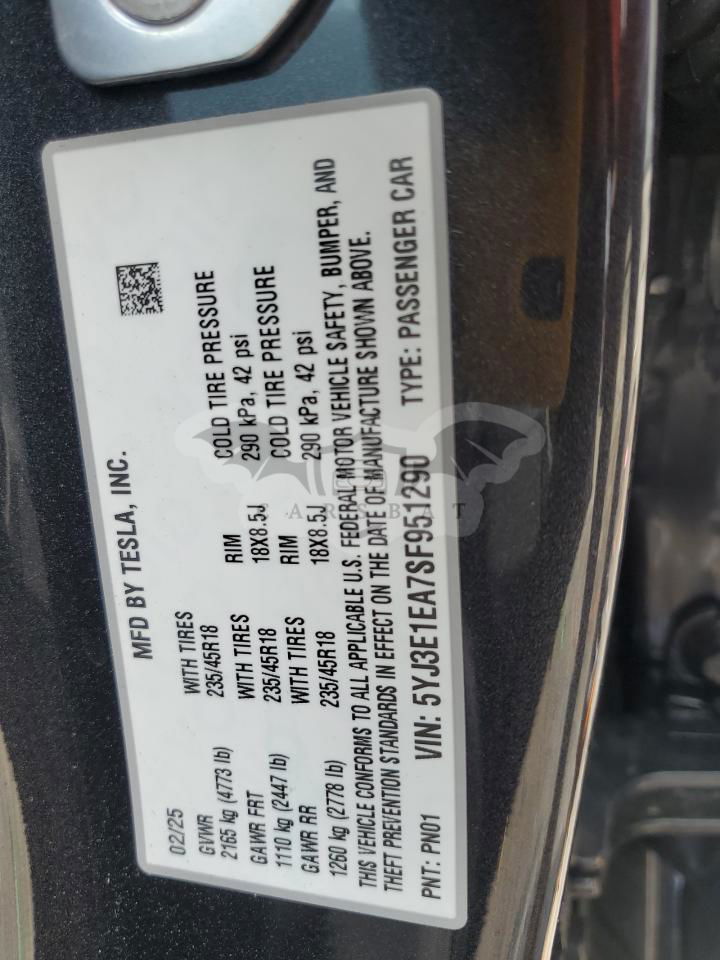 MFD BY TESLA, INC.
02/25
GVWR WITH TIRES RIM COLD TIRE PRESSURE
2165 kg (4773 lb) 235/45R18 18X8.5J 290 kPa, 42 psi
GAWR FRT WITH TIRES RIM COLD TIRE PRESSURE
1110 kg (2447 lb) 235/45R18 18X8.5J 290 kPa, 42 psi
GAWR RR
1260 kg (2778 lb)
THIS VEHICLE CONFORMS TO ALL APPLICABLE U.S. FEDERAL MOTOR VEHICLE SAFETY, BUMPER, AND
THEFT PREVENTION STANDARDS IN EFFECT ON THE DATE OF MANUFACTURE SHOWN ABOVE.
PNT: PN01 VIN: 5YJ3E1EA7SF951290 TYPE: PASSENGER CAR
CARSBAT